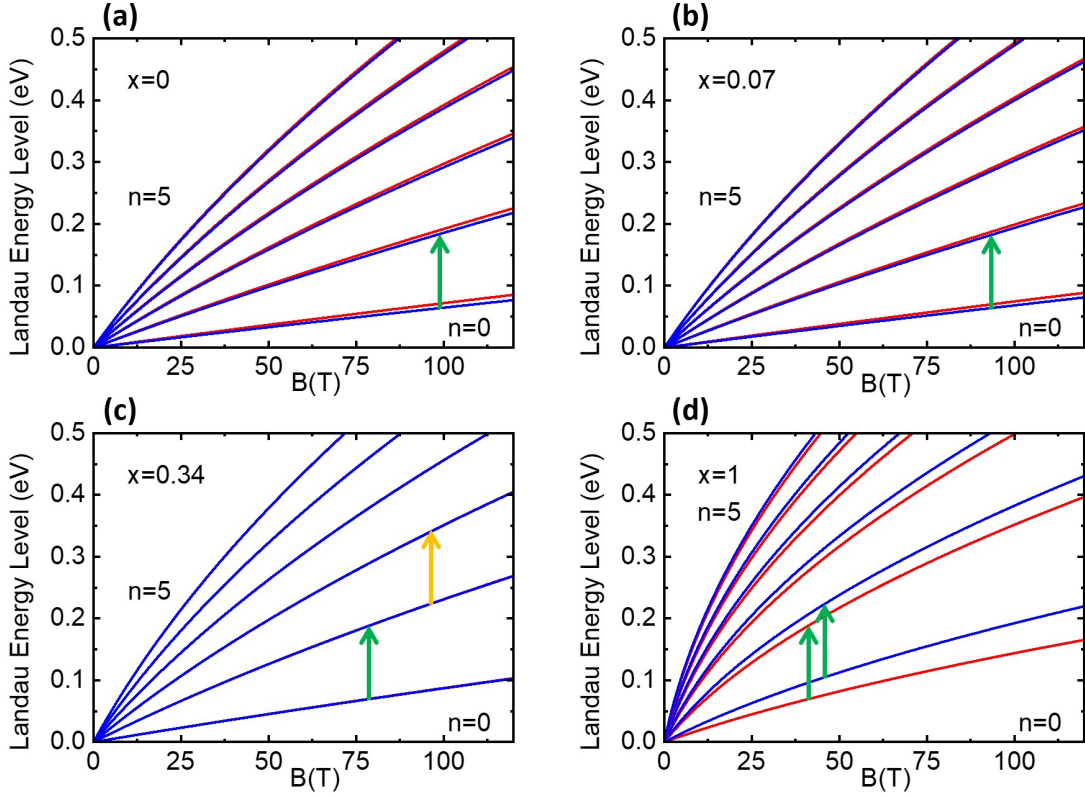 (a)
0.5
0.4
0.3
0.2
0.1
0.0
Landau Energy Level (eV)
x=0
n=5
n=0
0 25 50 75 100
B(T)
(b)
0.5
0.4
0.3
0.2
0.1
0.0
Landau Energy Level (eV)
x=0.07
n=5
n=0
0 25 50 75 100
B(T)
(c)
0.5
0.4
0.3
0.2
0.1
0.0
Landau Energy Level (eV)
x=0.34
n=5
n=0
0 25 50 75 100
B(T)
(d)
0.5
0.4
0.3
0.2
0.1
0.0
Landau Energy Level (eV)
x=1
n=5
n=0
0 25 50 75 100
B(T)